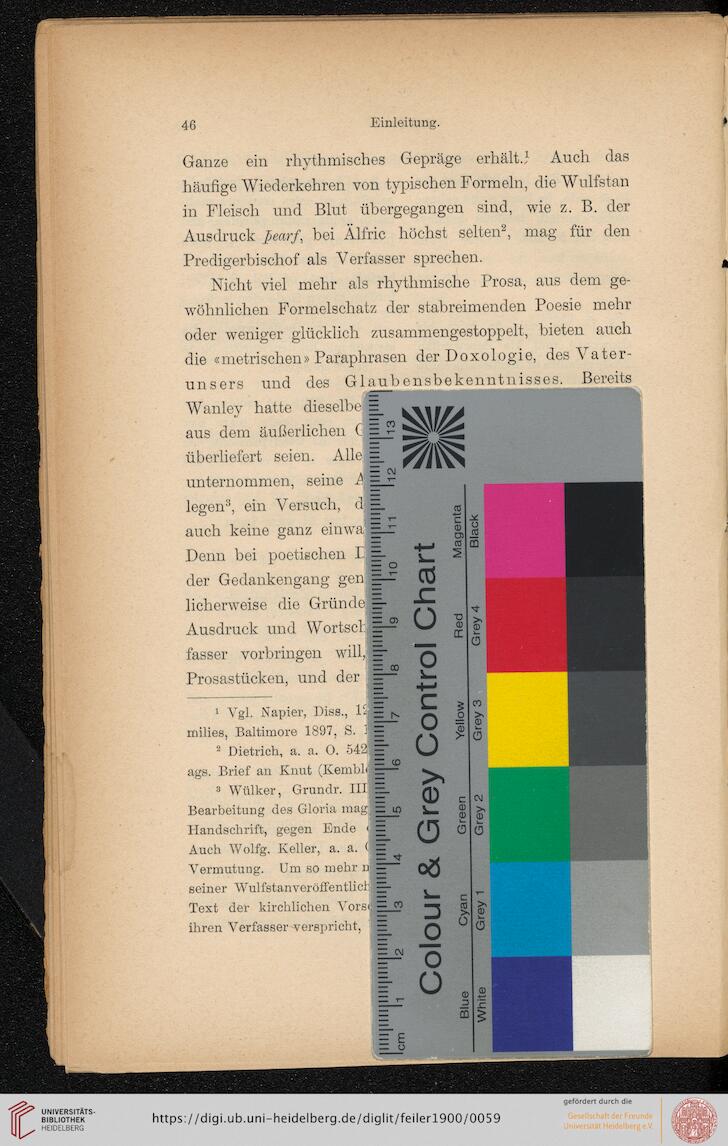 46
Einleitung.
Ganze ein rhythmisches Gepräge erhält.¹ Auch das
häufige Wiederkehren von typischen Formeln, die Wulfstan
in Fleisch und Blut übergegangen sind, wie z. B. der
Ausdruck þearf, bei Älfric höchst selten², mag für den
Predigerbischof als Verfasser sprechen.
Nicht viel mehr als rhythmische Prosa, aus dem ge-
wöhnlichen Formelschatz der stabreimenden Poesie mehr
oder weniger glücklich zusammengestoppelt, bieten auch
die «metrischen» Paraphrasen der Doxologie, des Vater-
unsers und des Glaubensbekenntnisses. Bereits
Wanley hatte dieselbe
aus dem äußerlichen
überliefert seien. Alle
unternommen, seine
legen³, ein Versuch, d
auch keine ganz einwa
Denn bei poetischen
der Gedankengang gen
licherweise die Gründe
Ausdruck und Wortsch
fasser vorbringen will,
Prosastücken, und der
¹ Vgl. Napier, Diss., 12
milies, Baltimore 1897, S.
² Dietrich, a. a. O. 542
ags. Brief an Knut (Kembl
³ Wülker, Grundr. III
Bearbeitung des Gloria mag
Handschrift, gegen Ende
Auch Wolfg. Keller, a. a.
Vermutung. Um so mehr
seiner Wulfstanveröffentlich
Text der kirchlichen Vors
ihren Verfasser verspricht,
Colour & Grey Control Chart
Blue Cyan Green Yellow Red Magenta
White Grey 1 Grey 2 Grey 3 Grey 4 Black
cm 1 2 3 4 5 6 7 8 9 10 11 12 13
UNIVERSITÄTS-
BIBLIOTHEK
HEIDELBERG
https://digi.ub.uni-heidelberg.de/diglit/feiler1900/0059
gefördert durch die
Gesellschaft der Freunde
Universität Heidelberg e.V.